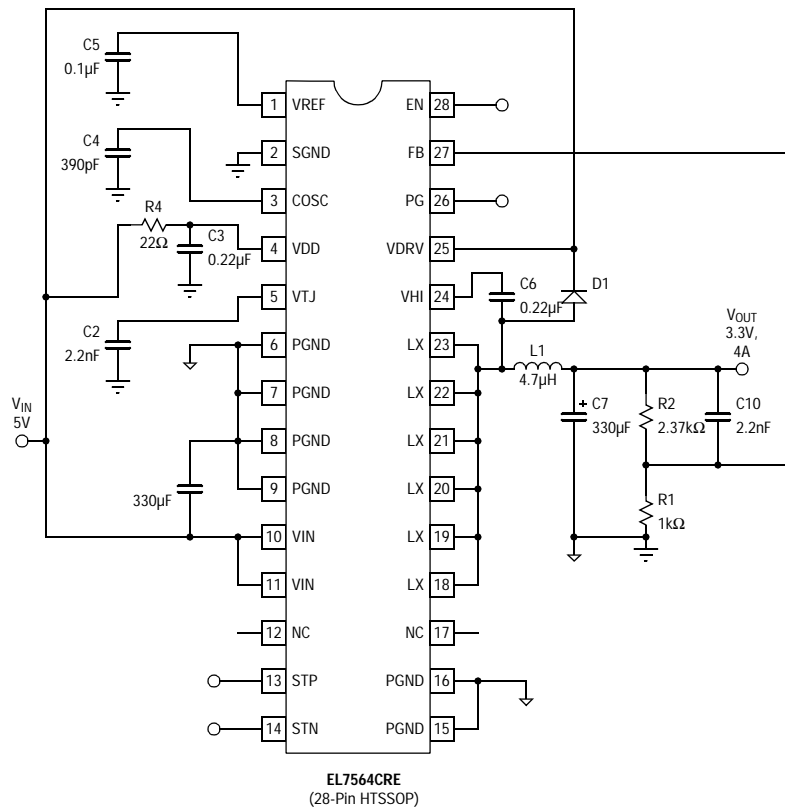 C5
0.1µF
C4
390pF
R4
22Ω
C3
0.22µF
C2
2.2nF
VIN
5V
330µF
1 VREF
2 SGND
3 COSC
4 VDD
5 VTJ
6 PGND
7 PGND
8 PGND
9 PGND
10 VIN
11 VIN
12 NC
13 STP
14 STN
EN 28
FB 27
PG 26
VDRV 25
VHI 24
LX 23
LX 22
LX 21
LX 20
LX 19
LX 18
NC 17
PGND 16
PGND 15
C6
0.22µF
D1
L1
4.7µH
VOUT
3.3V,
4A
+
C7
330µF
R2
2.37kΩ
C10
2.2nF
R1
1kΩ
EL7564CRE
(28-Pin HTSSOP)